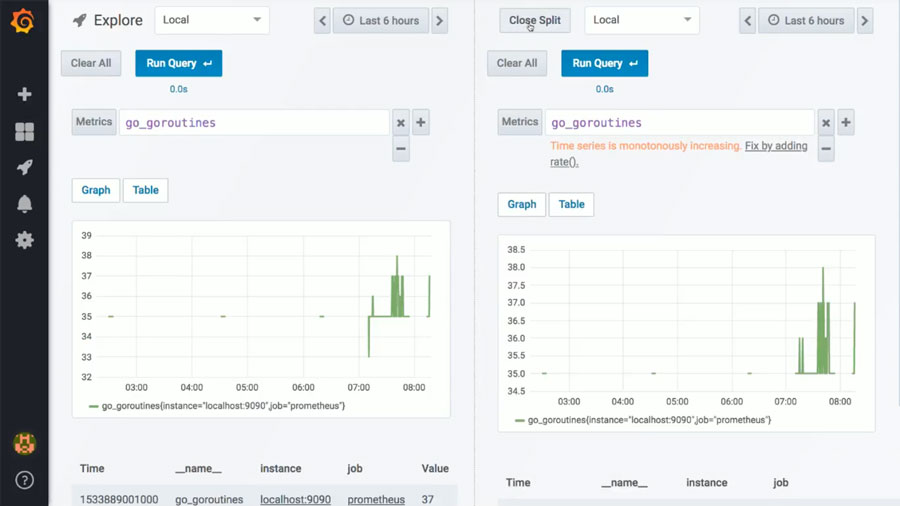 Explore
Local
Last 6 hours
Clear All
Run Query
0.0s
Metrics
go_goroutines
Graph
Table
39
38
37
36
35
34
33
32
03:00 04:00 05:00 06:00 07:00 08:00
go_goroutines{instance="localhost:9090",job="prometheus"}
Time __name__ instance job Value
1533889001000 go_goroutines localhost:9090 prometheus 37
Close Split
Local
Last 6 hours
Clear All
Run Query
0.0s
Metrics
go_goroutines
Time series is monotonously increasing. Fix by adding
rate().
Graph
Table
38.5
38.0
37.5
37.0
36.5
36.0
35.5
35.0
34.5
03:00 04:00 05:00 06:00 07:00 08:00
go_goroutines{instance="localhost:9090",job="prometheus"}
Time __name__ instance job